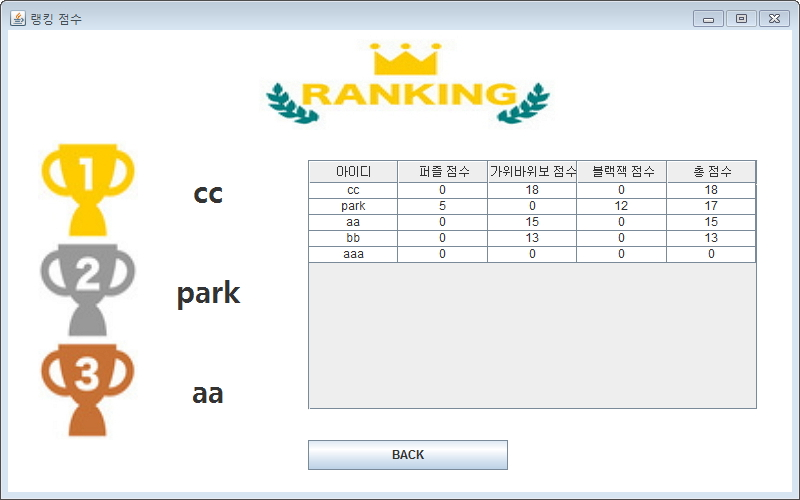 랭킹 점수
RANKING
1
cc
2
park
3
aa
아이디 퍼즐 점수 가위바위보 점수 블랙잭 점수 총 점수
cc 0 18 0 18
park 5 0 12 17
aa 0 15 0 15
bb 0 13 0 13
aaa 0 0 0 0
BACK